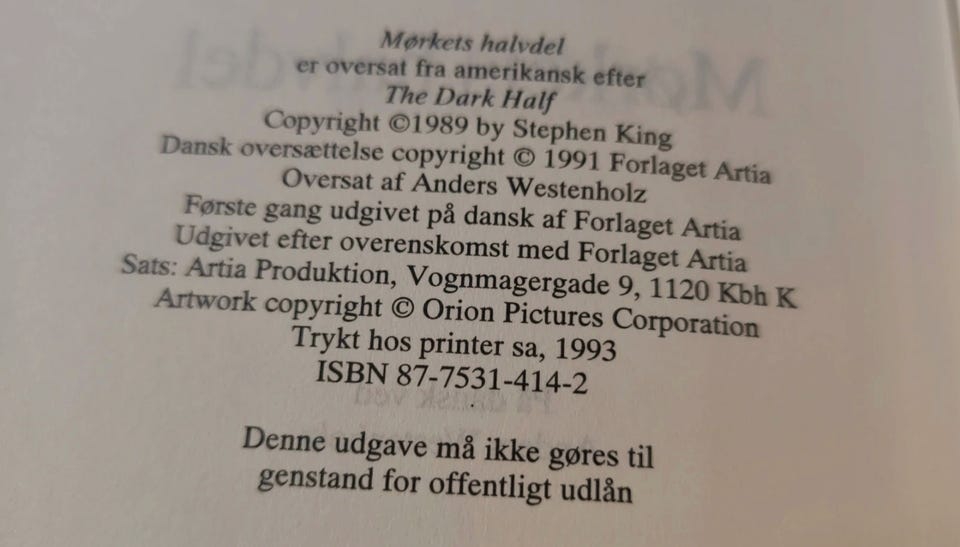 Mørkets halvdel
er oversat fra amerikansk efter
The Dark Half
Copyright ©1989 by Stephen King
Dansk oversættelse copyright © 1991 Forlaget Artia
Oversat af Anders Westenholz
Første gang udgivet på dansk af Forlaget Artia
Udgivet efter overenskomst med Forlaget Artia
Sats: Artia Produktion, Vognmagergade 9, 1120 Kbh K
Artwork copyright © Orion Pictures Corporation
Trykt hos printer sa, 1993
ISBN 87-7531-414-2
Denne udgave må ikke gøres til
genstand for offentligt udlån